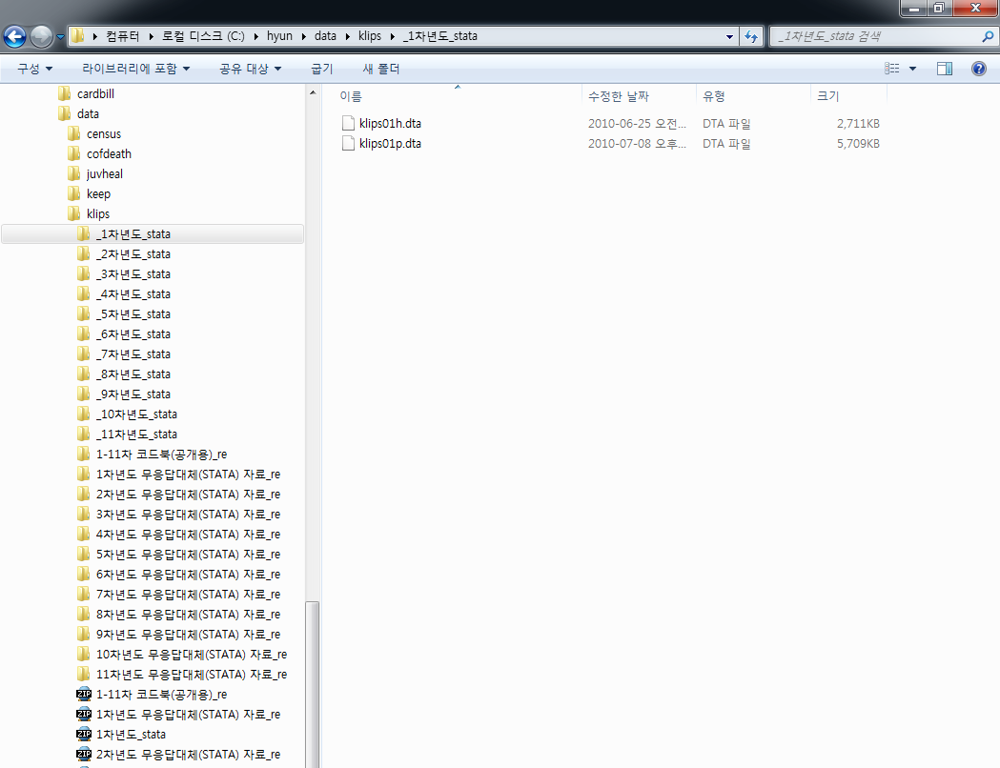 컴퓨터 로컬 디스크 (C:) hyun data klips _1차년도_stata
_1차년도_stata 검색
구성 라이브러리에 포함 공유 대상 굽기 새 폴더
이름 수정한 날짜 유형 크기
klips01h.dta 2010-06-25 오전... DTA 파일 2,711KB
klips01p.dta 2010-07-08 오후... DTA 파일 5,709KB
cardbill
data
census
cofdeath
juvheal
keep
klips
_1차년도_stata
_2차년도_stata
_3차년도_stata
_4차년도_stata
_5차년도_stata
_6차년도_stata
_7차년도_stata
_8차년도_stata
_9차년도_stata
_10차년도_stata
_11차년도_stata
1-11차 코드북(공개용)_re
1차년도 무응답대체(STATA) 자료_re
2차년도 무응답대체(STATA) 자료_re
3차년도 무응답대체(STATA) 자료_re
4차년도 무응답대체(STATA) 자료_re
5차년도 무응답대체(STATA) 자료_re
6차년도 무응답대체(STATA) 자료_re
7차년도 무응답대체(STATA) 자료_re
8차년도 무응답대체(STATA) 자료_re
9차년도 무응답대체(STATA) 자료_re
10차년도 무응답대체(STATA) 자료_re
11차년도 무응답대체(STATA) 자료_re
ZIP 1-11차 코드북(공개용)_re
ZIP 1차년도 무응답대체(STATA) 자료_re
ZIP 1차년도_stata
ZIP 2차년도 무응답대체(STATA) 자료_re